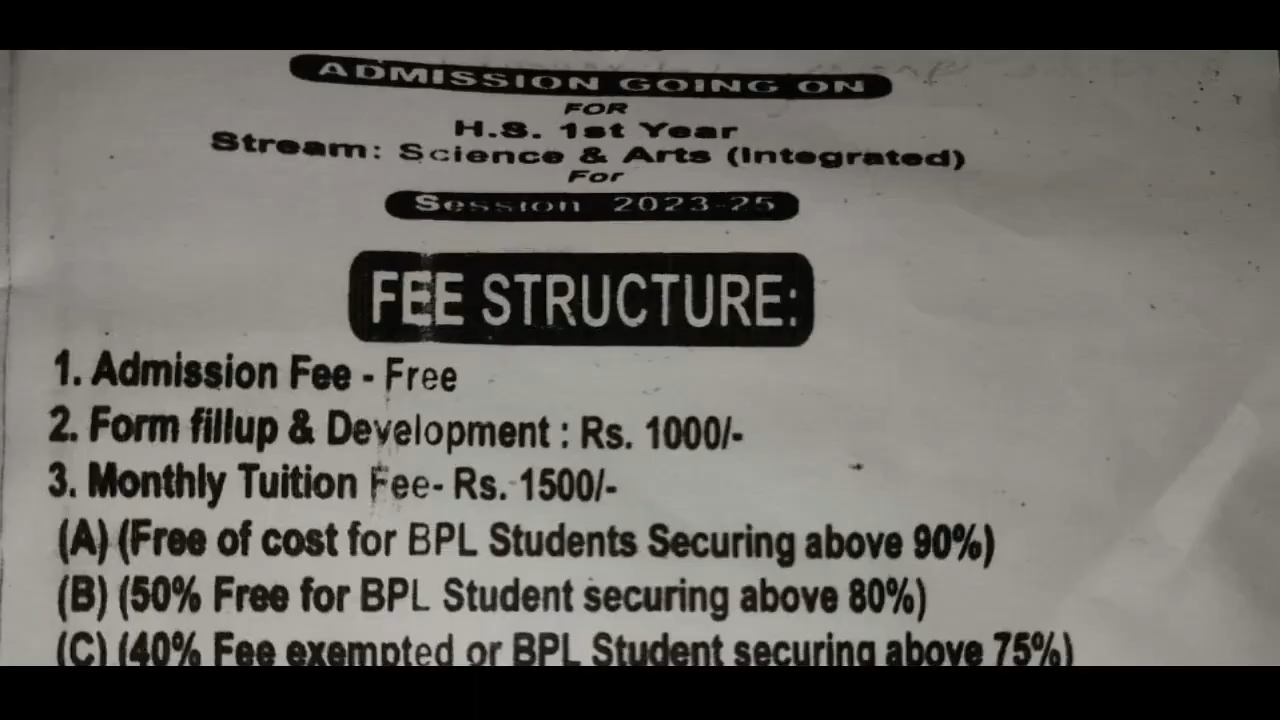 ADMISSION GOING ON
FOR
H.S. 1st Year
Stream: Science & Arts (Integrated)
For
Session 2023-25
FEE STRUCTURE:
1. Admission Fee - Free
2. Form fillup & Development : Rs. 1000/-
3. Monthly Tuition Fee- Rs. 1500/-
(A) (Free of cost for BPL Students Securing above 90%)
(B) (50% Free for BPL Student securing above 80%)
(C) (40% Fee exempted or BPL Student securing above 75%)